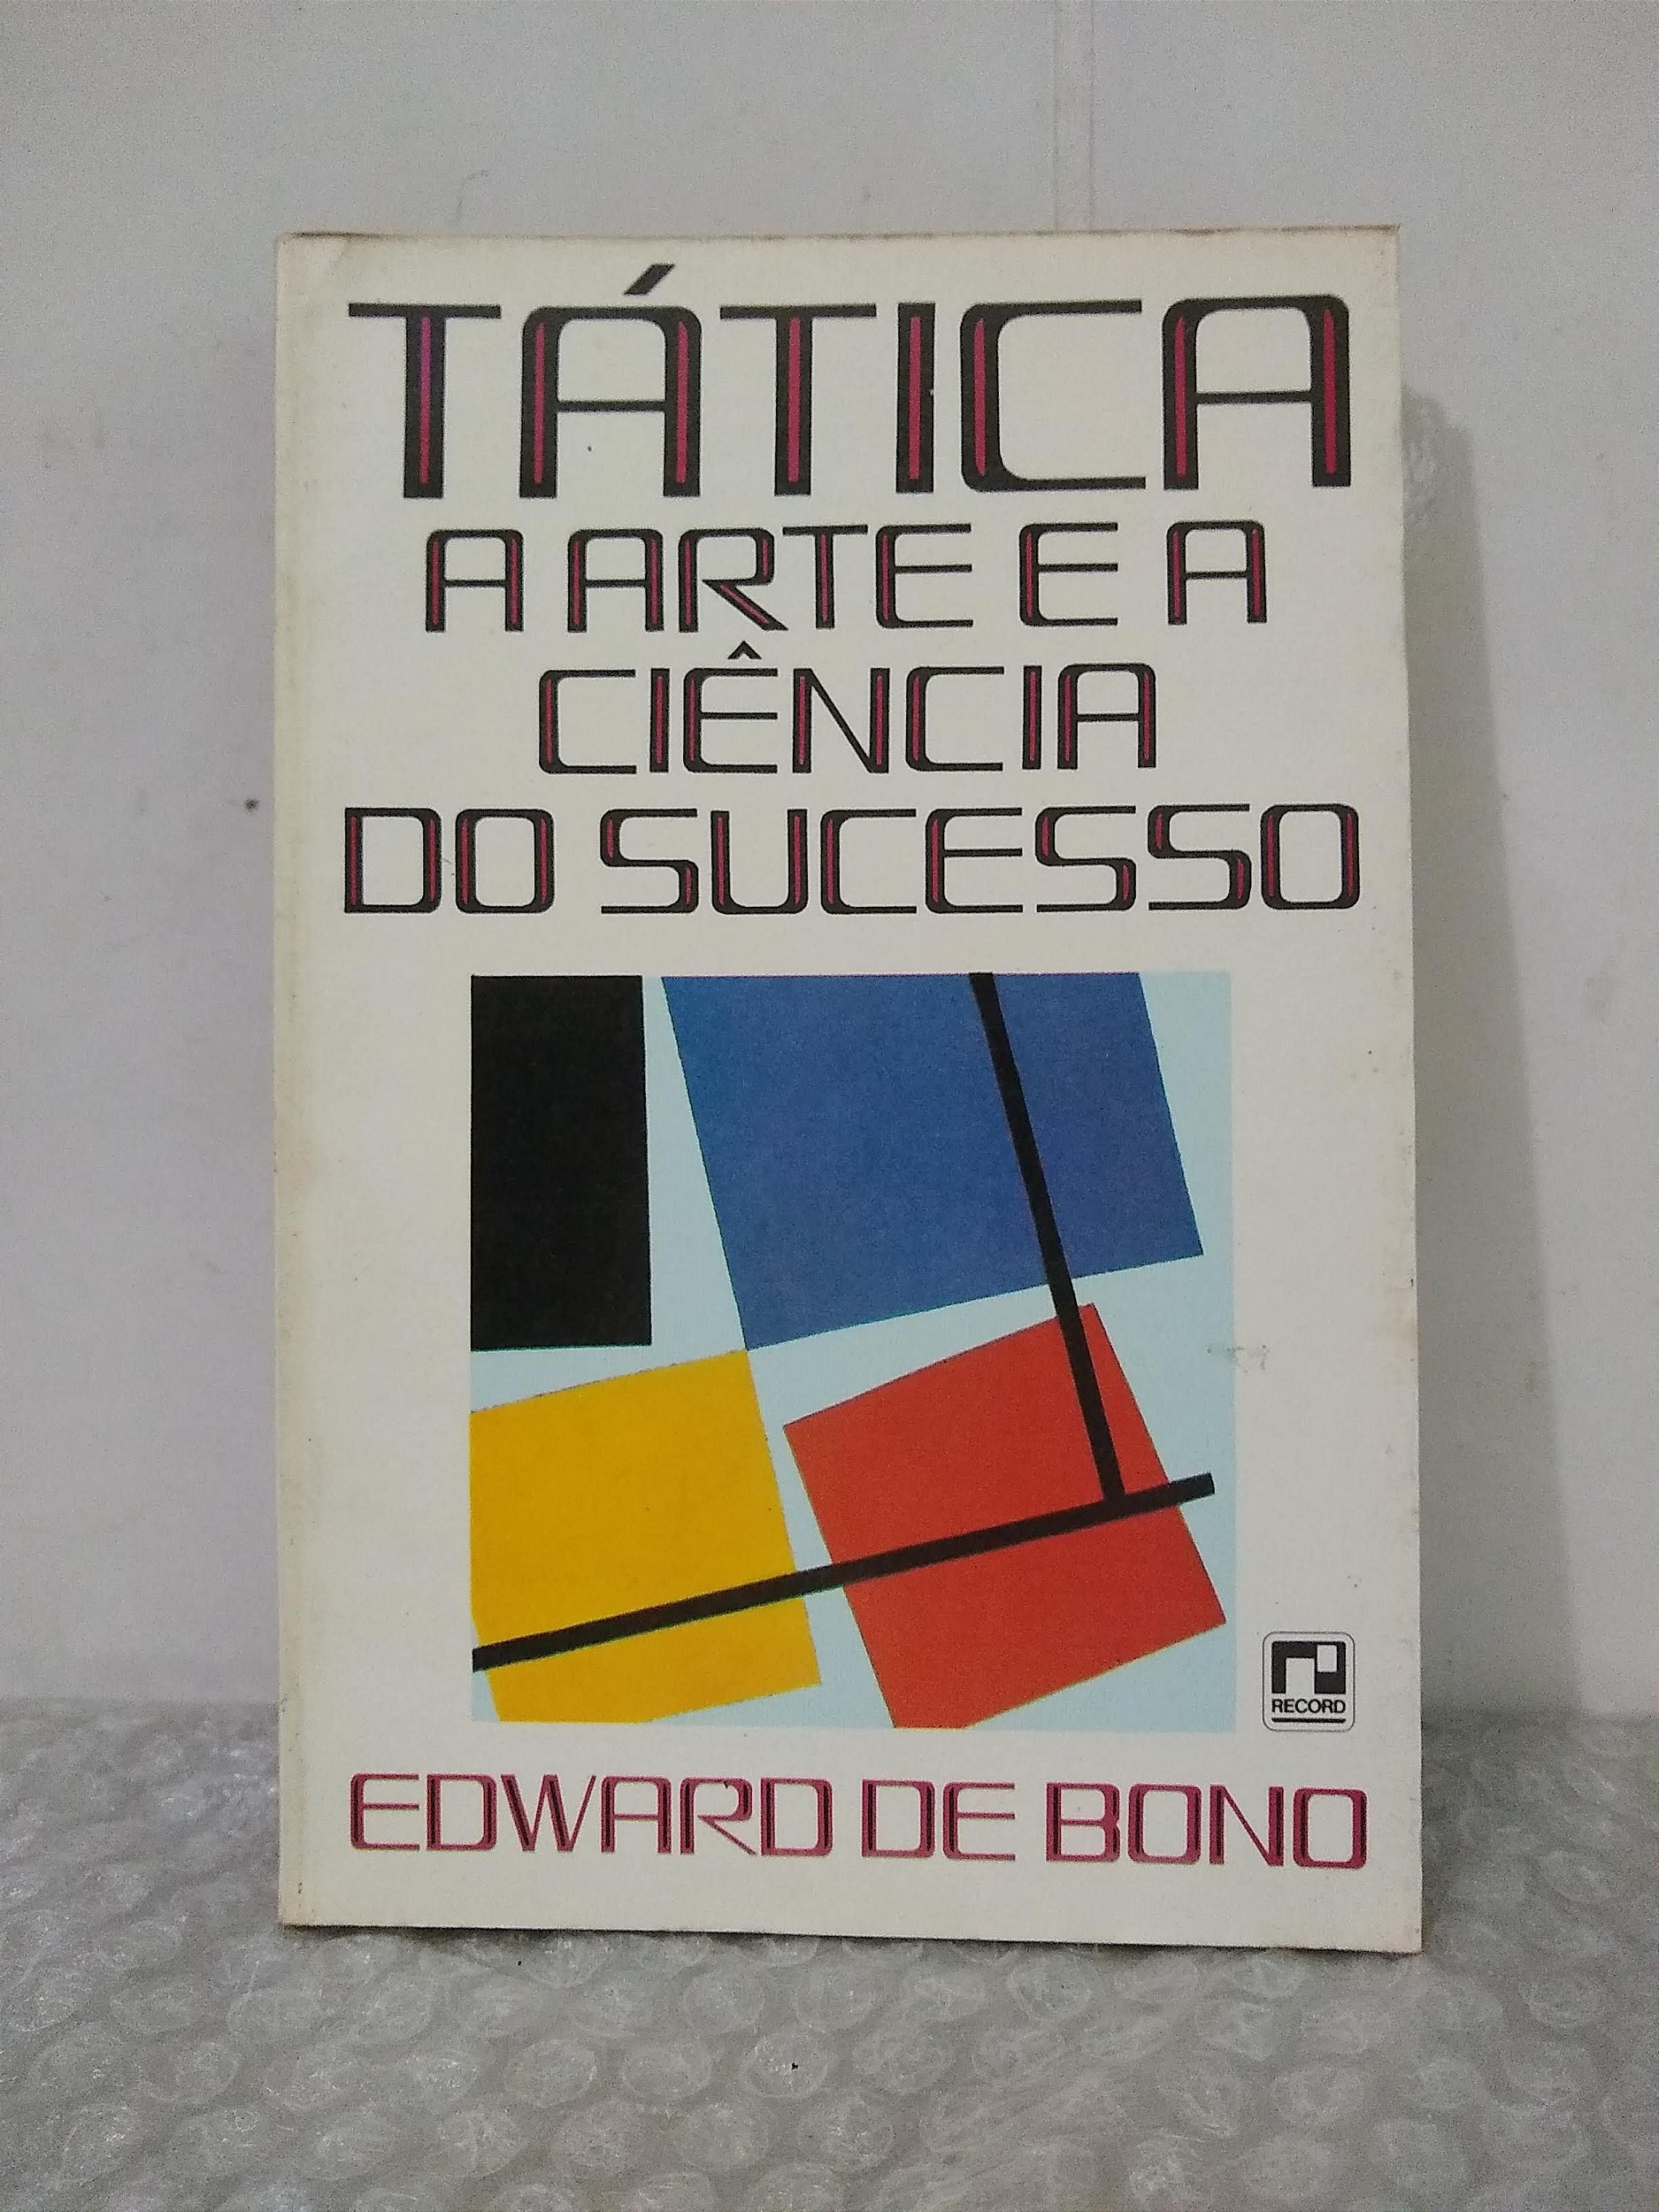 TÁTICA
A ARTE E A
CIÊNCIA
DO SUCESSO
RECORD
EDWARD DE BONO